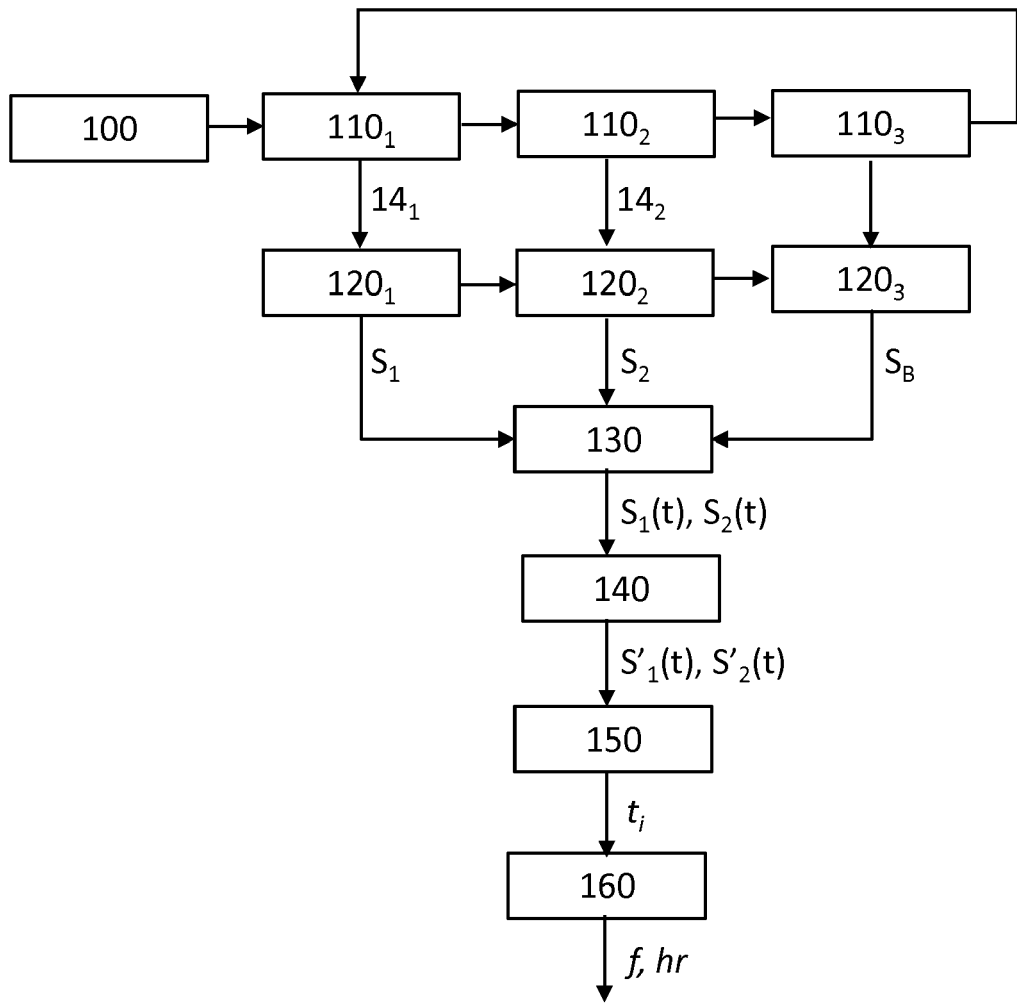 100 110₁ 110₂ 110₃
14₁ 14₂
120₁ 120₂ 120₃
S₁ S₂ S_B
130
S₁(t), S₂(t)
140
S'₁(t), S'₂(t)
150
tᵢ
160
f, hr